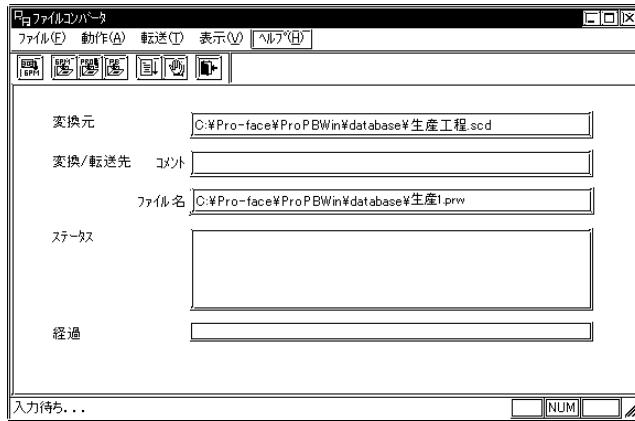 ファイルコンバータ
ファイル(F) 動作(A) 転送(T) 表示(V) ヘルプ(H)
変換元 C:¥Pro-face¥ProPBWin¥database¥生産工程.scd
変換/転送先 コメント
ファイル名 C:¥Pro-face¥ProPBWin¥database¥生産1.prw
ステータス
経過
入力待ち... NUM